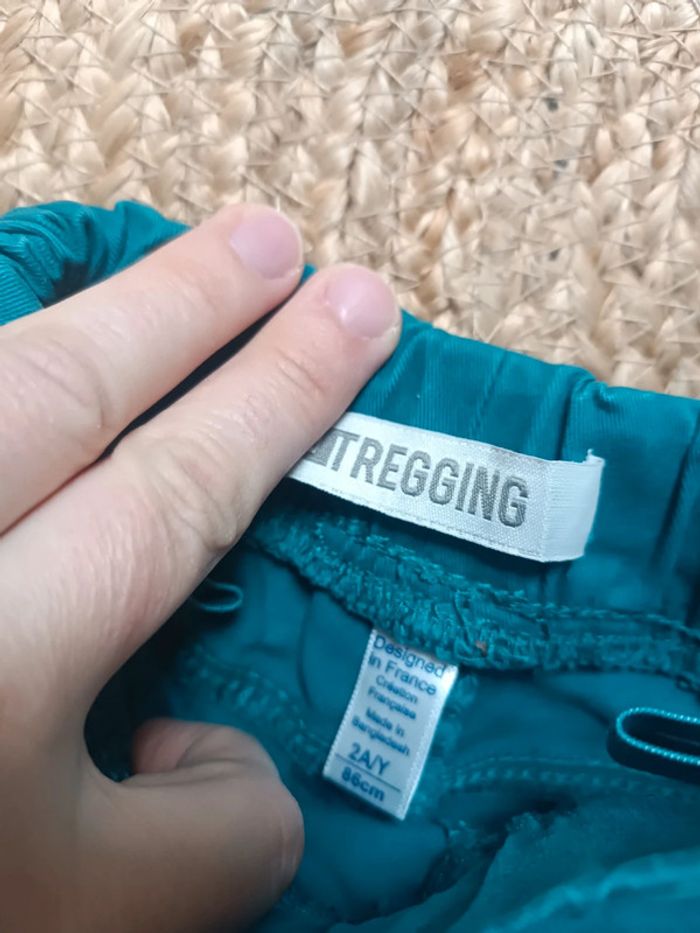 TREGGING
Designed
in France
Création
Française
Made in
Bangladesh
2A/Y
86cm